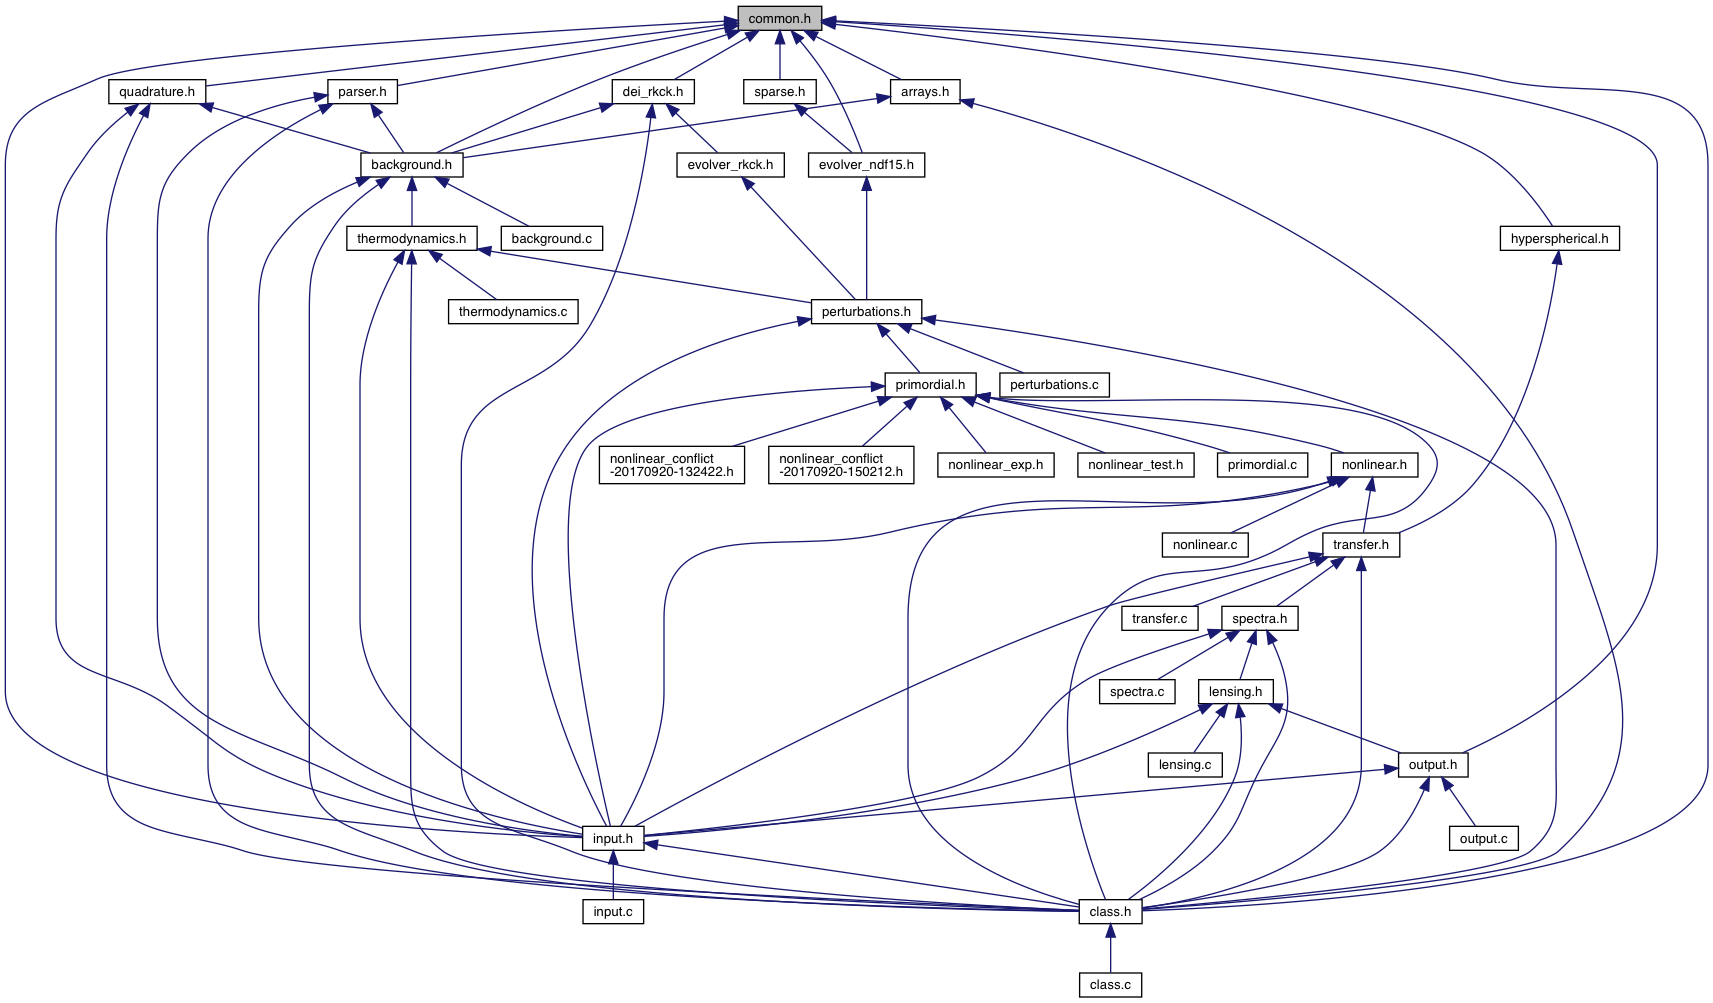 common.h
quadrature.h
parser.h
dei_rkck.h
sparse.h
arrays.h
background.h
evolver_rkck.h
evolver_ndf15.h
thermodynamics.h
background.c
hyperspherical.h
thermodynamics.c
perturbations.h
primordial.h
perturbations.c
nonlinear_conflict
-20170920-132422.h
nonlinear_conflict
-20170920-150212.h
nonlinear_exp.h
nonlinear_test.h
primordial.c
nonlinear.h
nonlinear.c
transfer.h
transfer.c
spectra.h
spectra.c
lensing.h
lensing.c
output.h
input.h
output.c
input.c
class.h
class.c